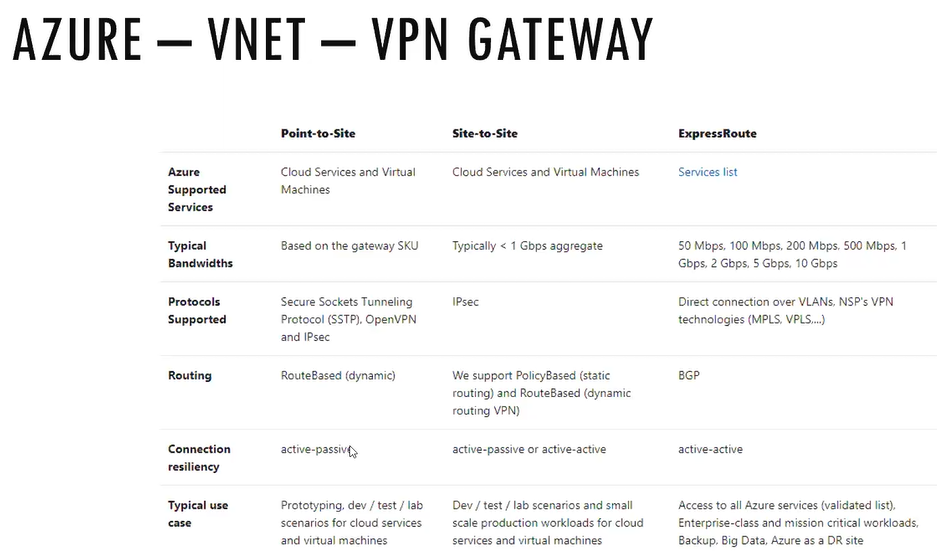 AZURE – VNET – VPN GATEWAY
Point-to-Site Site-to-Site ExpressRoute
Azure Supported Services
Cloud Services and Virtual Machines
Cloud Services and Virtual Machines
Services list
Typical Bandwidths
Based on the gateway SKU
Typically < 1 Gbps aggregate
50 Mbps, 100 Mbps, 200 Mbps, 500 Mbps, 1 Gbps, 2 Gbps, 5 Gbps, 10 Gbps
Protocols Supported
Secure Sockets Tunneling Protocol (SSTP), OpenVPN and IPsec
IPsec
Direct connection over VLANs, NSP's VPN technologies (MPLS, VPLS,...)
Routing
RouteBased (dynamic)
We support PolicyBased (static routing) and RouteBased (dynamic routing VPN)
BGP
Connection resiliency
active-passive
active-passive or active-active
active-active
Typical use case
Prototyping, dev / test / lab scenarios for cloud services and virtual machines
Dev / test / lab scenarios and small scale production workloads for cloud services and virtual machines
Access to all Azure services (validated list), Enterprise-class and mission critical workloads, Backup, Big Data, Azure as a DR site